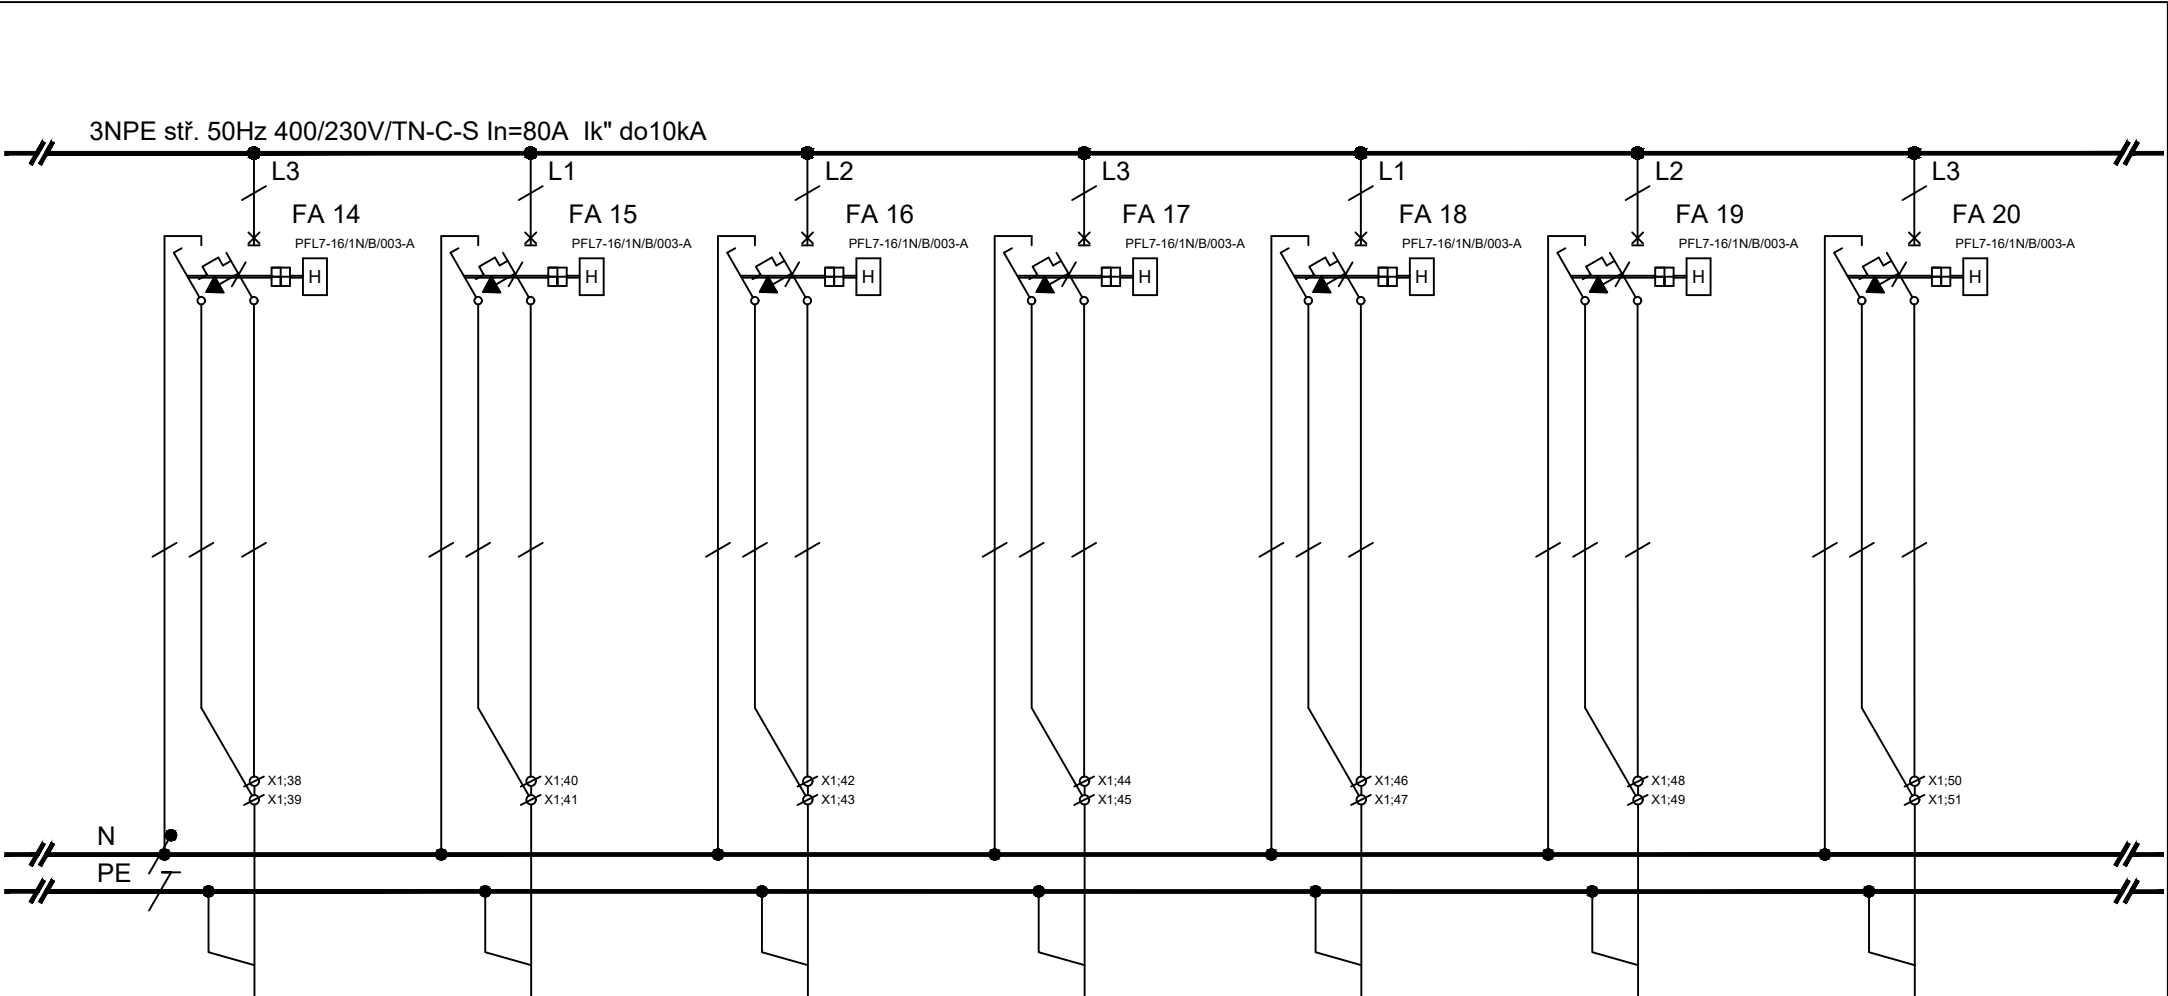 3NPE stř. 50Hz 400/230V/TN-C-S In=80A Ik" do10kA
L3 L1 L2 L3 L1 L2 L3
FA 14 FA 15 FA 16 FA 17 FA 18 FA 19 FA 20
PFL7-16/1N/B/003-A PFL7-16/1N/B/003-A PFL7-16/1N/B/003-A PFL7-16/1N/B/003-A PFL7-16/1N/B/003-A PFL7-16/1N/B/003-A PFL7-16/1N/B/003-A
H H H H H H H
X1;38 X1;40 X1;42 X1;44 X1;46 X1;48 X1;50
X1;39 X1;41 X1;43 X1;45 X1;47 X1;49 X1;51
N
PE